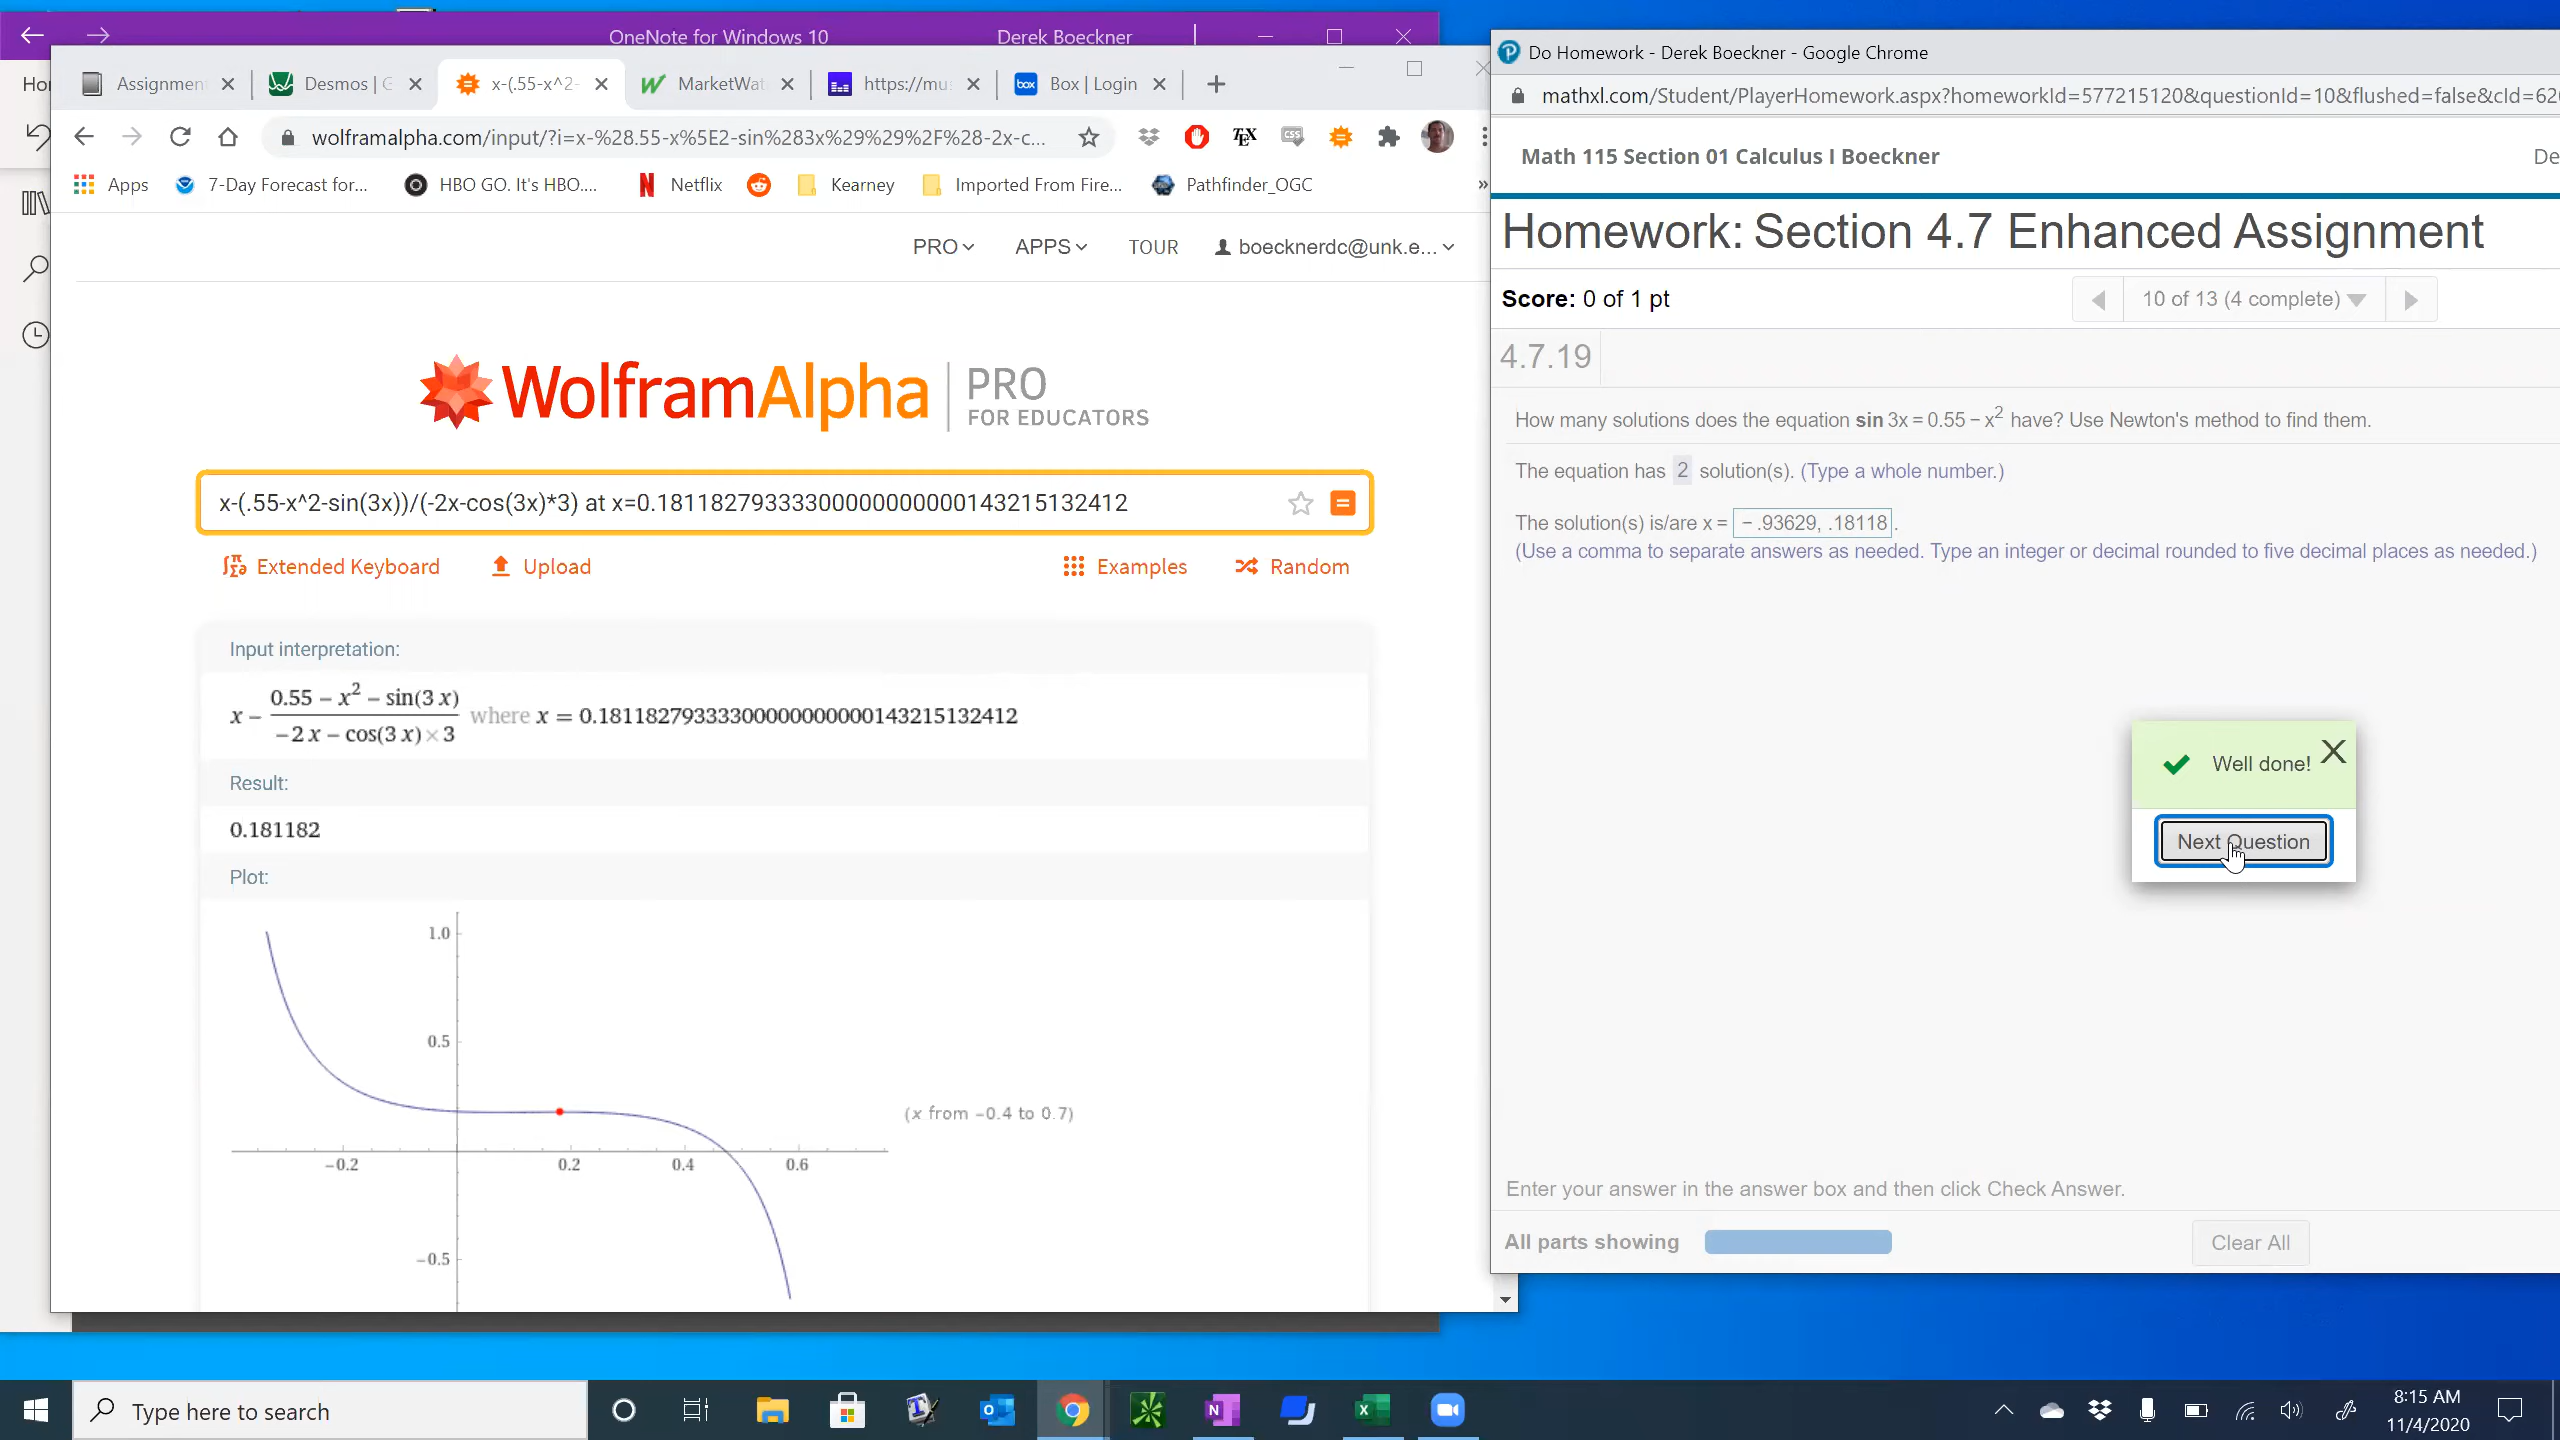 OneNote for Windows 10
Derek Boeckner
Assignmen
Desmos | G
x-(.55-x^2-
MarketWat
https://mus
Box | Login
wolframalpha.com/input/?i=x-%28.55-x%5E2-sin%283x%29%29%2F%28-2x-c...
Apps
7-Day Forecast for...
HBO GO. It's HBO....
Netflix
Kearney
Imported From Fire...
Pathfinder_OGC
PRO
APPS
TOUR
boecknerdc@unk.e...
WolframAlpha PRO
FOR EDUCATORS
x-(.55-x^2-sin(3x))/(-2x-cos(3x)*3) at x=0.1811827933330000000000143215132412
Extended Keyboard
Upload
Examples
Random
Input interpretation:
x − (0.55 − x² − sin(3 x))/(−2 x − cos(3 x)×3) where x = 0.1811827933330000000000143215132412
Result:
0.181182
Plot:
1.0
0.5
−0.5
−0.2
0.2
0.4
0.6
(x from −0.4 to 0.7)
Do Homework - Derek Boeckner - Google Chrome
mathxl.com/Student/PlayerHomework.aspx?homeworkId=577215120&questionId=10&flushed=false&cId=620
Math 115 Section 01 Calculus I Boeckner
De
Homework: Section 4.7 Enhanced Assignment
Score: 0 of 1 pt
10 of 13 (4 complete)
4.7.19
How many solutions does the equation sin 3x = 0.55 − x² have? Use Newton's method to find them.
The equation has 2 solution(s). (Type a whole number.)
The solution(s) is/are x = − .93629, .18118 .
(Use a comma to separate answers as needed. Type an integer or decimal rounded to five decimal places as needed.)
Well done!
Next Question
Enter your answer in the answer box and then click Check Answer.
All parts showing
Clear All
Type here to search
8:15 AM
11/4/2020